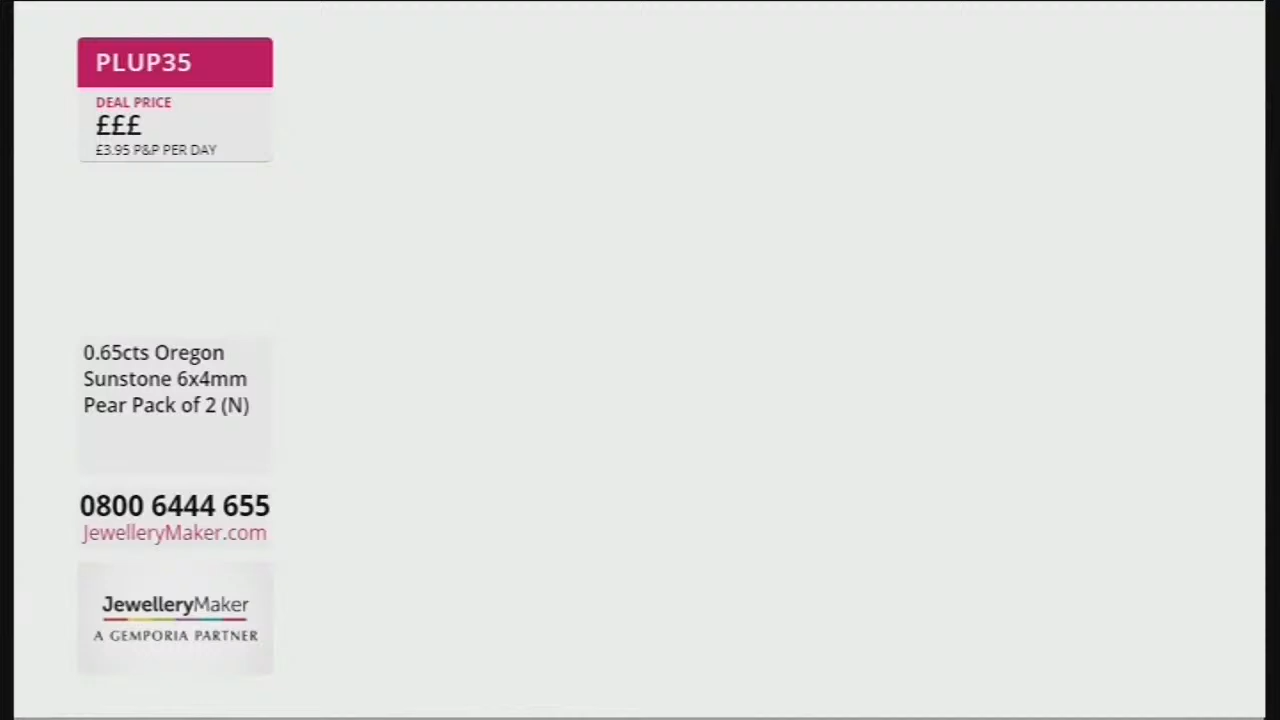 PLUP35
DEAL PRICE
£££
£3.95 P&P PER DAY
0.65cts Oregon
Sunstone 6x4mm
Pear Pack of 2 (N)
0800 6444 655
JewelleryMaker.com
JewelleryMaker
A GEMPORIA PARTNER